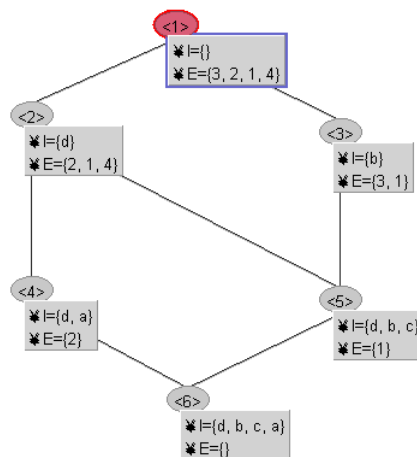 <1>
¥ I={}
¥ E={3, 2, 1, 4}
<2>
¥ I={d}
¥ E={2, 1, 4}
<3>
¥ I={b}
¥ E={3, 1}
<4>
¥ I={d, a}
¥ E={2}
<5>
¥ I={d, b, c}
¥ E={1}
<6>
¥ I={d, b, c, a}
¥ E={}